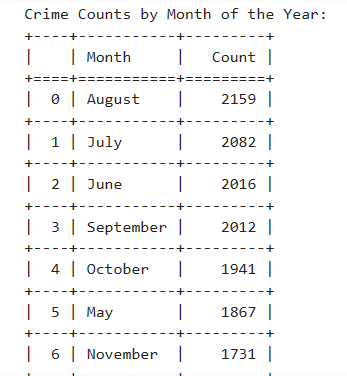 Crime Counts by Month of the Year:
+----+-----------+---------+
|    | Month     |   Count |
+====+===========+=========+
|  0 | August    |    2159 |
+----+-----------+---------+
|  1 | July      |    2082 |
+----+-----------+---------+
|  2 | June      |    2016 |
+----+-----------+---------+
|  3 | September |    2012 |
+----+-----------+---------+
|  4 | October   |    1941 |
+----+-----------+---------+
|  5 | May       |    1867 |
+----+-----------+---------+
|  6 | November  |    1731 |
+----+-----------+---------+